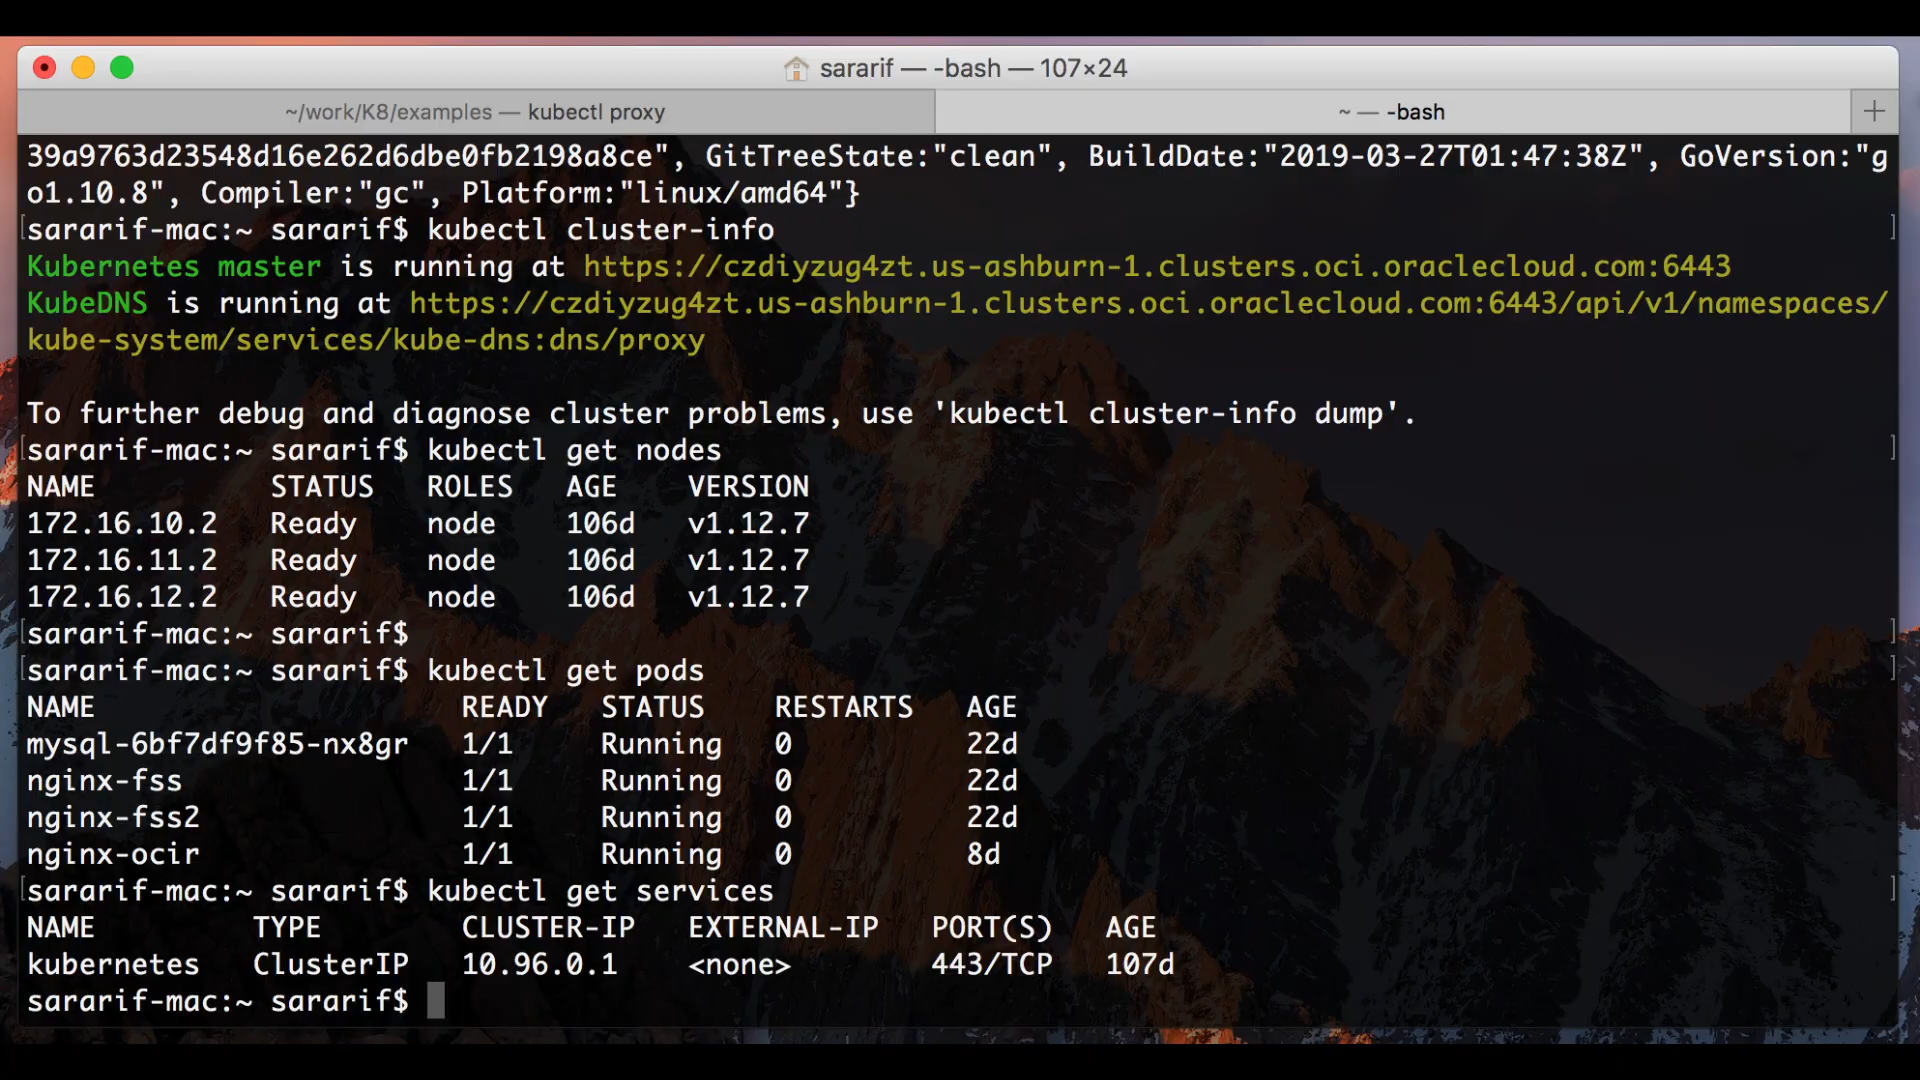 sararif — -bash — 107×24
~/work/K8/examples — kubectl proxy
~ — -bash
39a9763d23548d16e262d6dbe0fb2198a8ce", GitTreeState:"clean", BuildDate:"2019-03-27T01:47:38Z", GoVersion:"g
o1.10.8", Compiler:"gc", Platform:"linux/amd64"}
[sararif-mac:~ sararif$ kubectl cluster-info ]
Kubernetes master is running at https://czdiyzug4zt.us-ashburn-1.clusters.oci.oraclecloud.com:6443
KubeDNS is running at https://czdiyzug4zt.us-ashburn-1.clusters.oci.oraclecloud.com:6443/api/v1/namespaces/
kube-system/services/kube-dns:dns/proxy
To further debug and diagnose cluster problems, use 'kubectl cluster-info dump'.
[sararif-mac:~ sararif$ kubectl get nodes ]
NAME STATUS ROLES AGE VERSION
172.16.10.2 Ready node 106d v1.12.7
172.16.11.2 Ready node 106d v1.12.7
172.16.12.2 Ready node 106d v1.12.7
[sararif-mac:~ sararif$ ]
[sararif-mac:~ sararif$ kubectl get pods ]
NAME READY STATUS RESTARTS AGE
mysql-6bf7df9f85-nx8gr 1/1 Running 0 22d
nginx-fss 1/1 Running 0 22d
nginx-fss2 1/1 Running 0 22d
nginx-ocir 1/1 Running 0 8d
[sararif-mac:~ sararif$ kubectl get services ]
NAME TYPE CLUSTER-IP EXTERNAL-IP PORT(S) AGE
kubernetes ClusterIP 10.96.0.1 <none> 443/TCP 107d
sararif-mac:~ sararif$